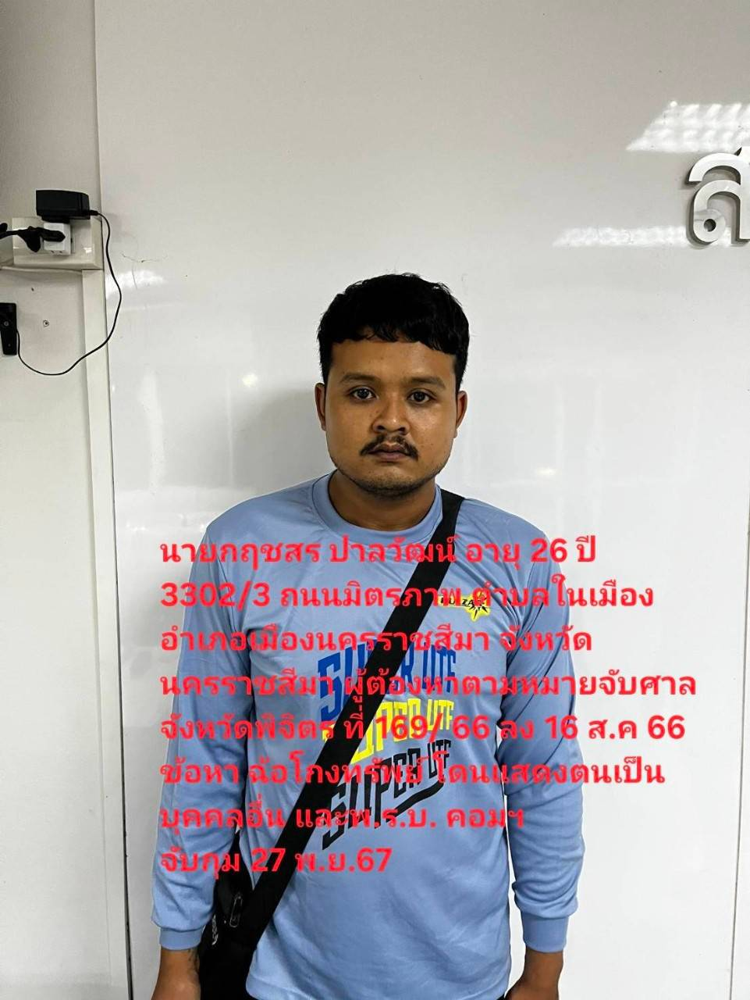 ส
นายกฤชสร ปาลวัฒน์ อายุ 26 ปี
3302/3 ถนนมิตรภาพ ตำบลในเมือง
อำเภอเมืองนครราชสีมา จังหวัด
นครราชสีมา ผู้ต้องหาตามหมายจับศาล
จังหวัดพิจิตร ที่ 169/ 66 ลง 16 ส.ค 66
ข้อหา ฉ้อโกงทรัพย์ โดนแสดงตนเป็น
บุคคลอื่น และพ.ร.บ. คอมฯ
จับกุม 27 พ.ย.67
SUPER UTF
SUPER UTF